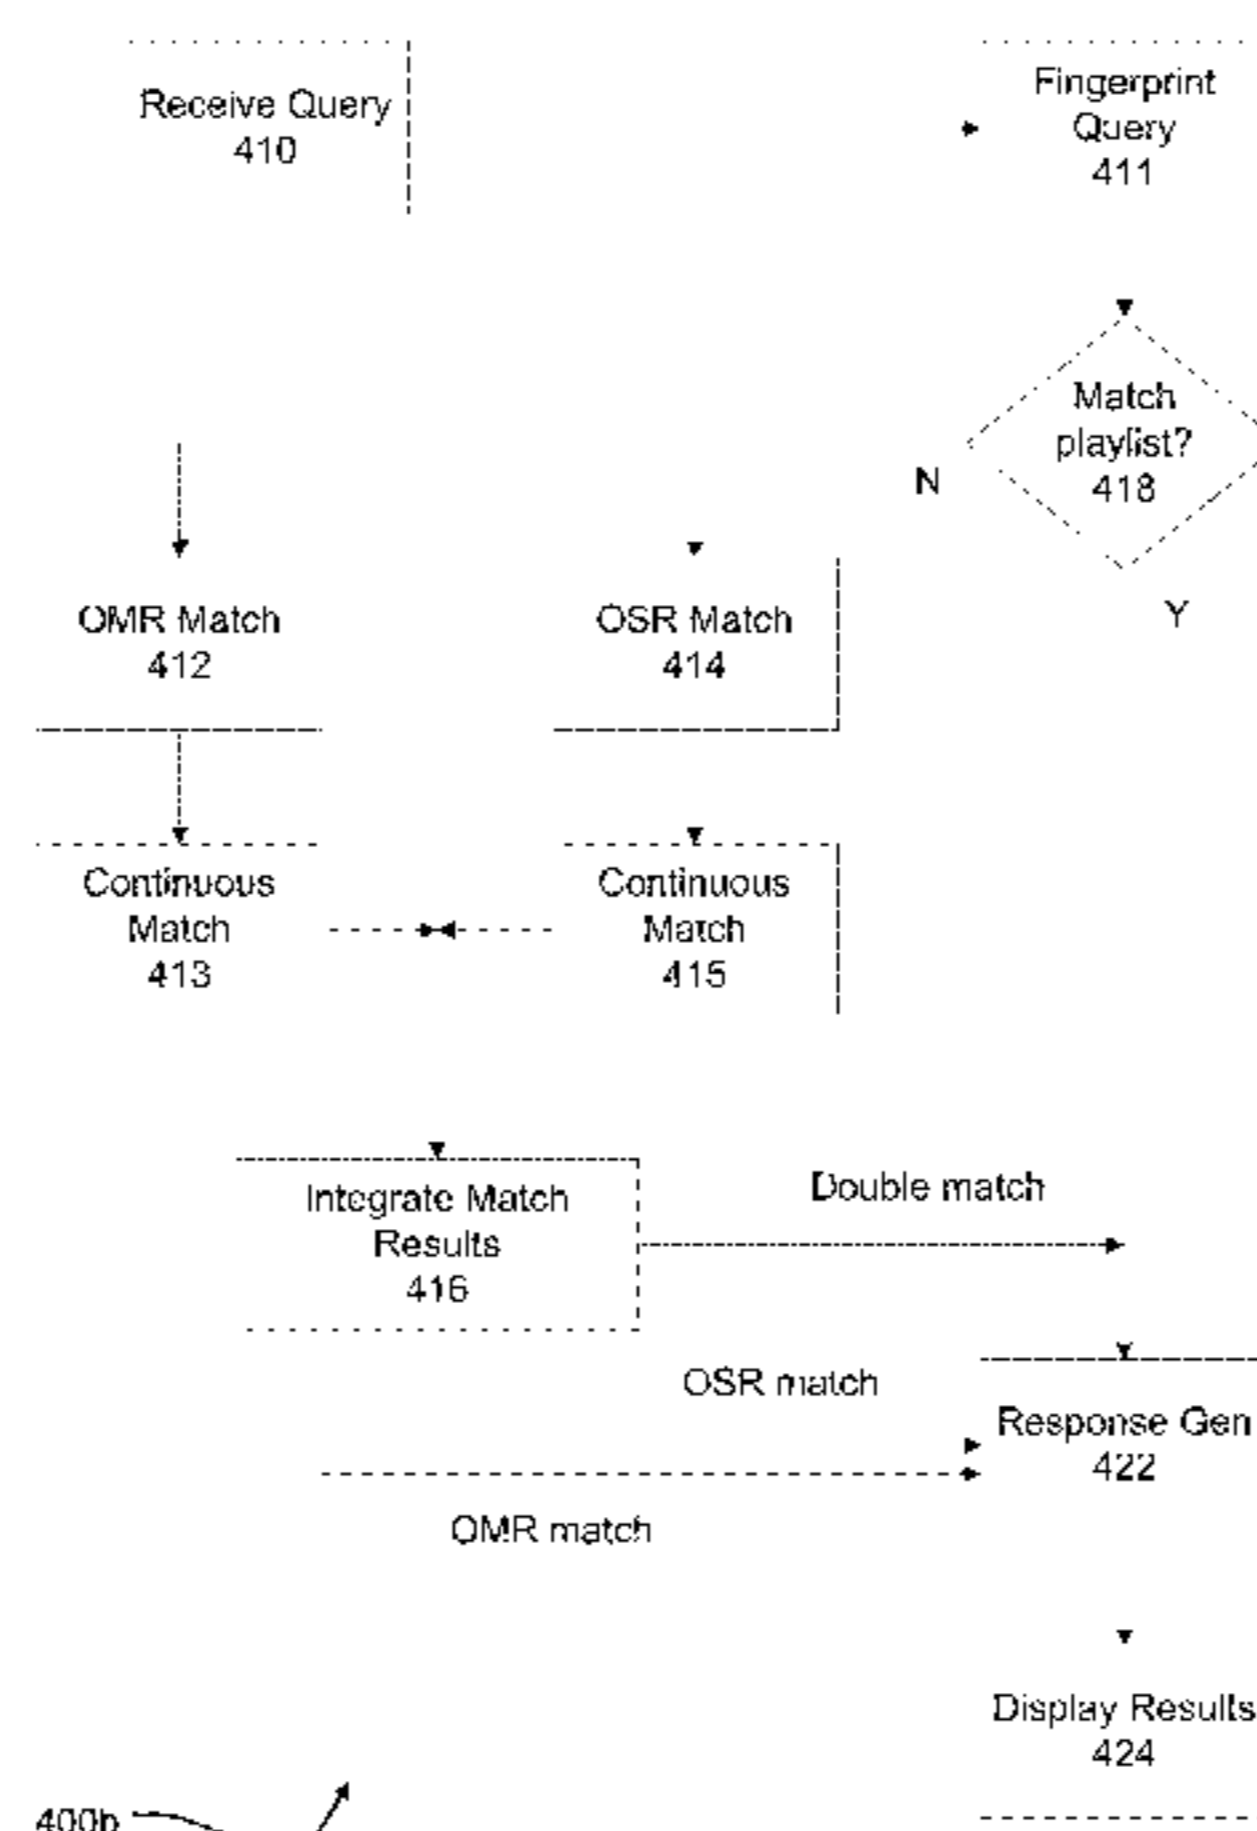 Receive Query
410
Fingerprint
Query
411
Match
playlist?
418
N
Y
OMR Match
412
OSR Match
414
Continuous
Match
413
Continuous
Match
415
Integrate Match
Results
416
Double match
OSR match
OMR match
Response Gen
422
Display Results
424
400b